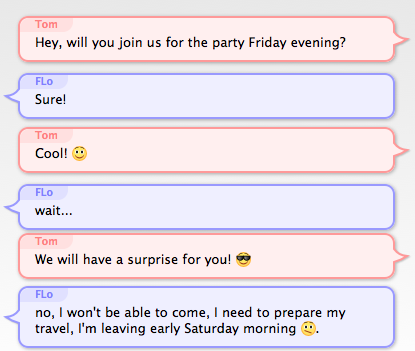 Tom
Hey, will you join us for the party Friday evening?
FLo
Sure!
Tom
Cool! 🙂
FLo
wait...
Tom
We will have a surprise for you! 😎
FLo
no, I won't be able to come, I need to prepare my
travel, I'm leaving early Saturday morning 🫠.